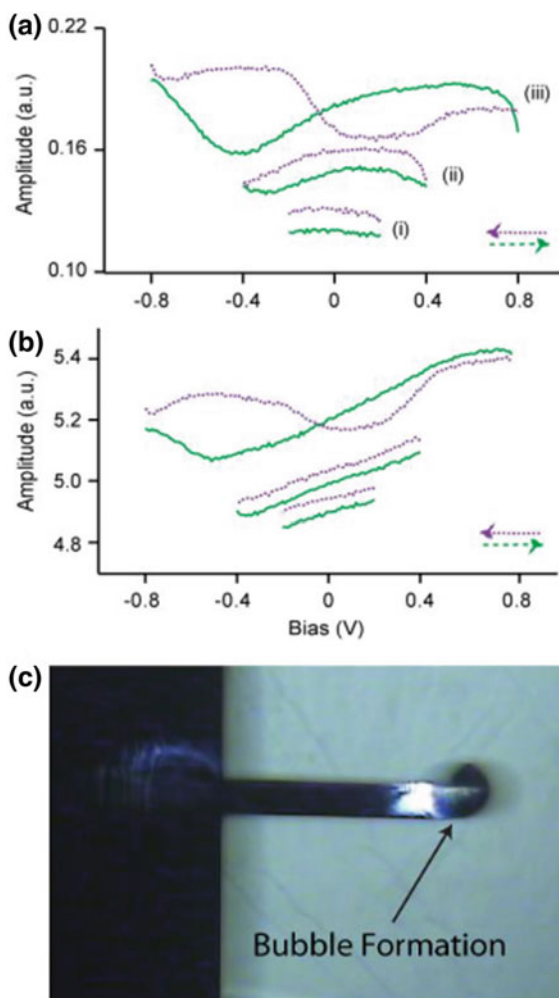 (a)
0.22
0.16
0.10
Amplitude (a.u.)
(iii)
(ii)
(i)
-0.8 -0.4 0 0.4 0.8
(b)
5.4
5.2
5.0
4.8
Amplitude (a.u.)
-0.8 -0.4 0 0.4 0.8
Bias (V)
(c)
Bubble Formation